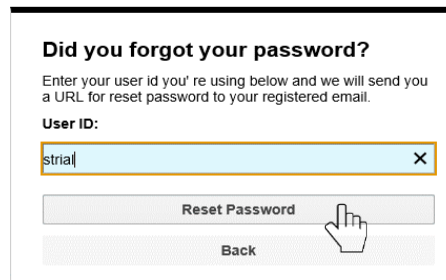 Did you forgot your password?
Enter your user id you' re using below and we will send you
a URL for reset password to your registered email.
User ID:
strial
Reset Password
Back